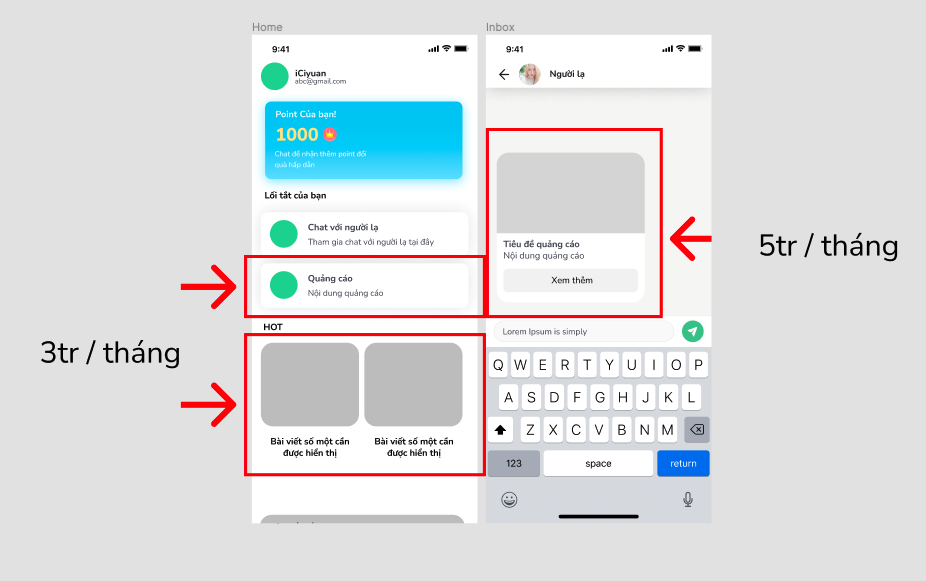 Home
9:41
iCiyuan
abc@gmail.com
Point Của bạn!
1000
Chat để nhận thêm point đổi
quà hấp dẫn
Lối tắt của bạn
Chat với người lạ
Tham gia chat với người lạ tại đây
Quảng cáo
Nội dung quảng cáo
HOT
Bài viết số một cần
được hiển thị
Bài viết số một cần
được hiển thị
3tr / tháng
Inbox
9:41
Người lạ
Tiêu đề quảng cáo
Nội dung quảng cáo
Xem thêm
5tr / tháng
Lorem Ipsum is simply
Q W E R T Y U I O P
A S D F G H J K L
Z X C V B N M
123 space return